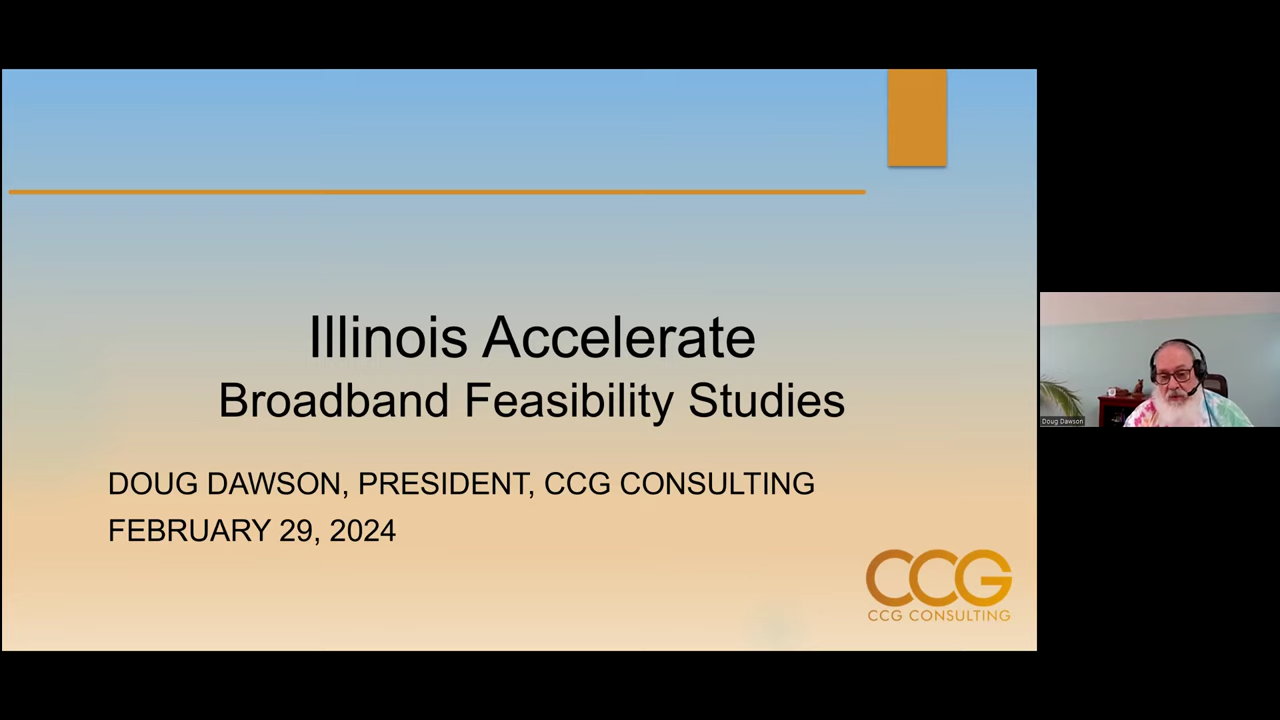 Illinois Accelerate
Broadband Feasibility Studies
DOUG DAWSON, PRESIDENT, CCG CONSULTING
FEBRUARY 29, 2024
CCG
CCG CONSULTING
Doug Dawson